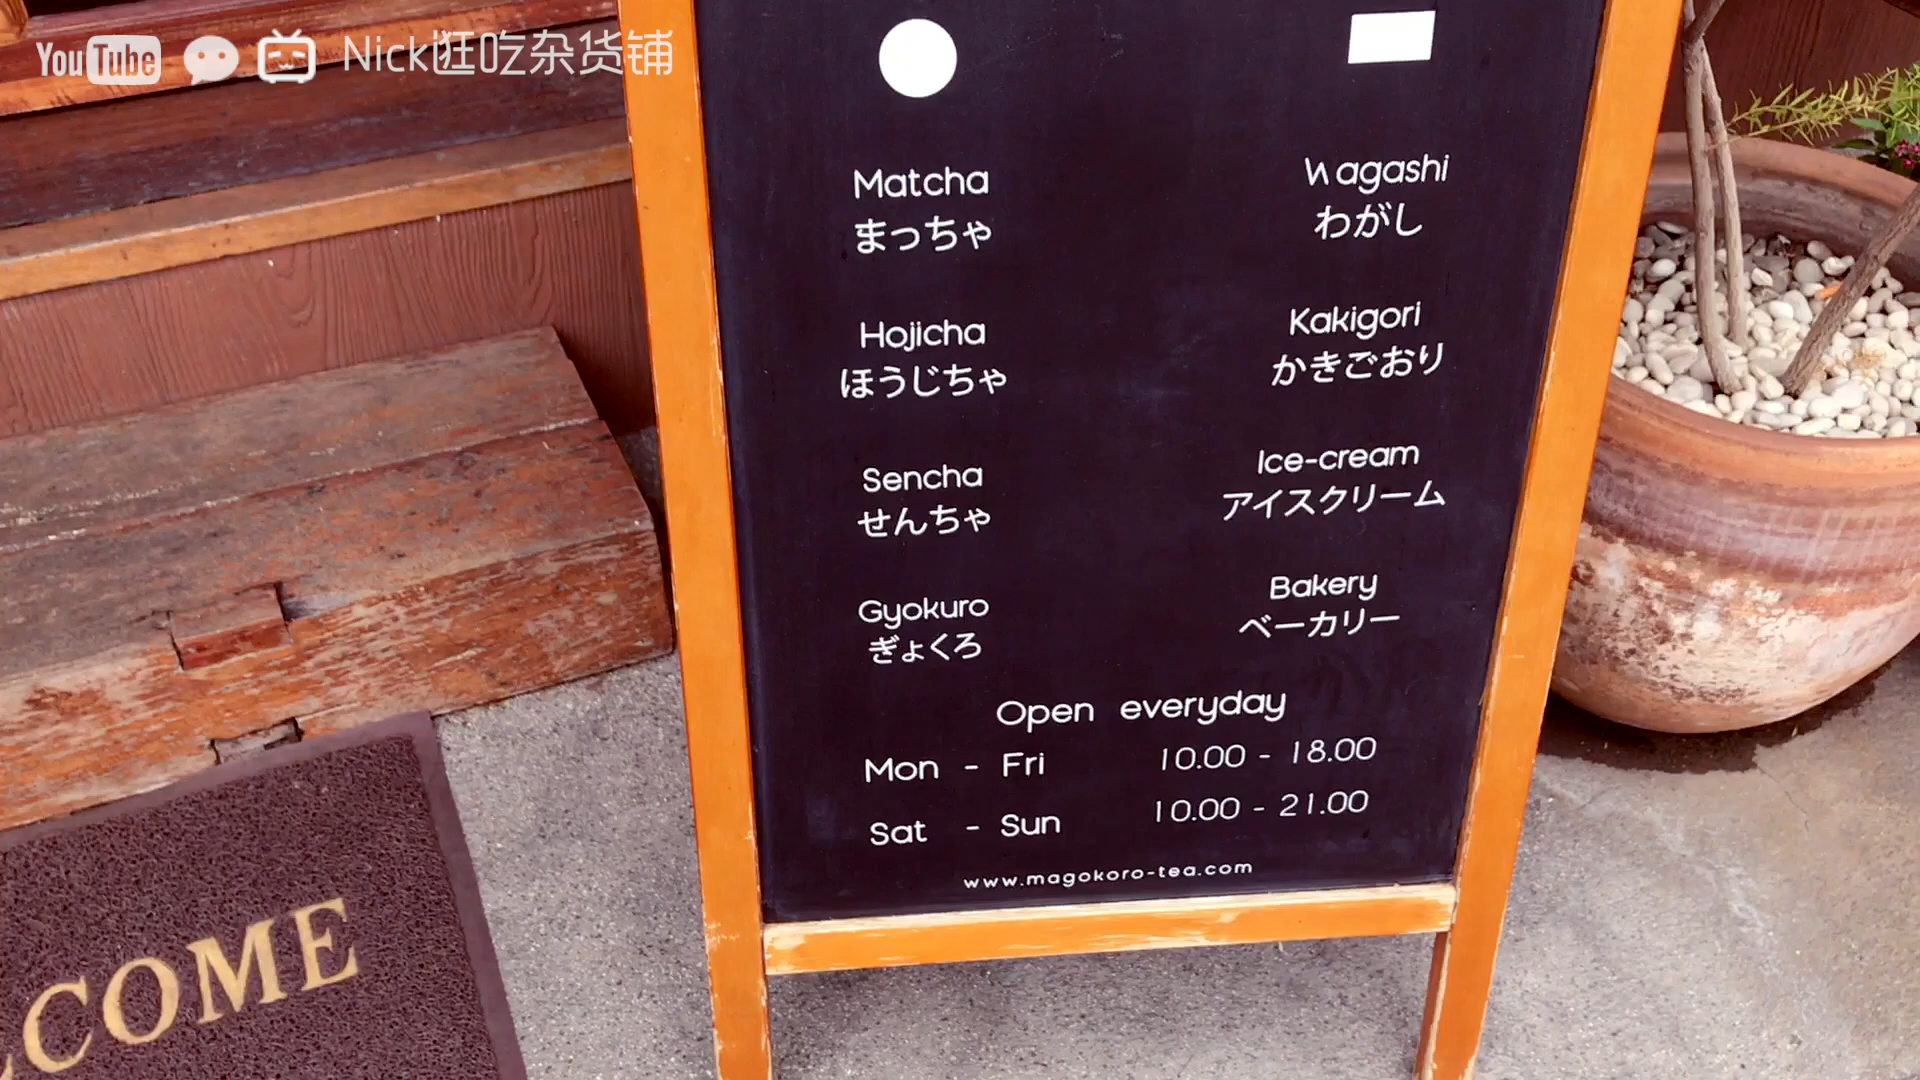 YouTube
Nick逛吃杂货铺
Matcha
まっちゃ
Hojicha
ほうじちゃ
Sencha
せんちゃ
Gyokuro
ぎょくろ
Wagashi
わがし
Kakigori
かきごおり
Ice-cream
アイスクリーム
Bakery
ベーカリー
Open everyday
Mon - Fri 10.00 - 18.00
Sat - Sun 10.00 - 21.00
www.magokoro-tea.com
COME